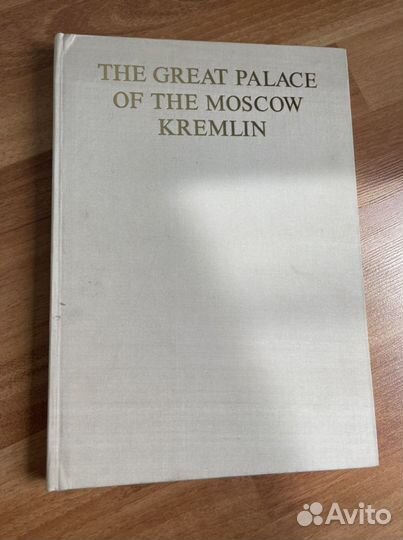 THE GREAT PALACE
OF THE MOSCOW
KREMLIN
Avito